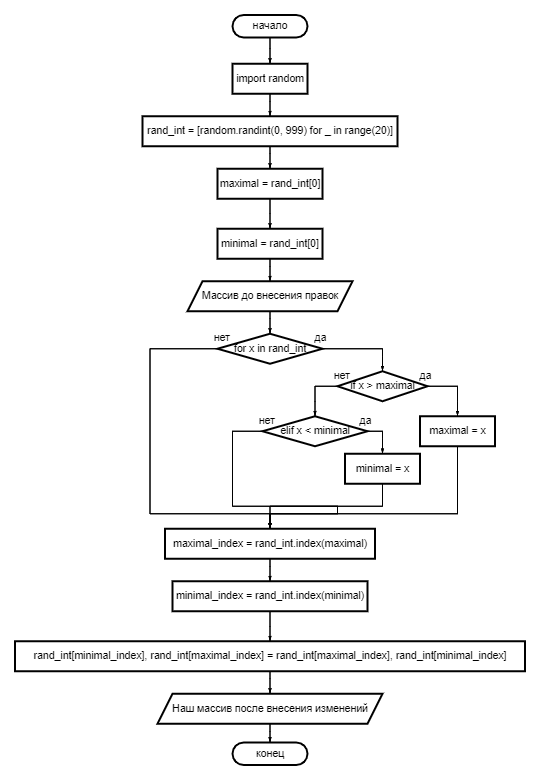 начало
import random
rand_int = [random.randint(0, 999) for _ in range(20)]
maximal = rand_int[0]
minimal = rand_int[0]
Массив до внесения правок
нет
да
for x in rand_int
нет
да
if x > maximal
нет
да
elif x < minimal
maximal = x
minimal = x
maximal_index = rand_int.index(maximal)
minimal_index = rand_int.index(minimal)
rand_int[minimal_index], rand_int[maximal_index] = rand_int[maximal_index], rand_int[minimal_index]
Наш массив после внесения изменений
конец